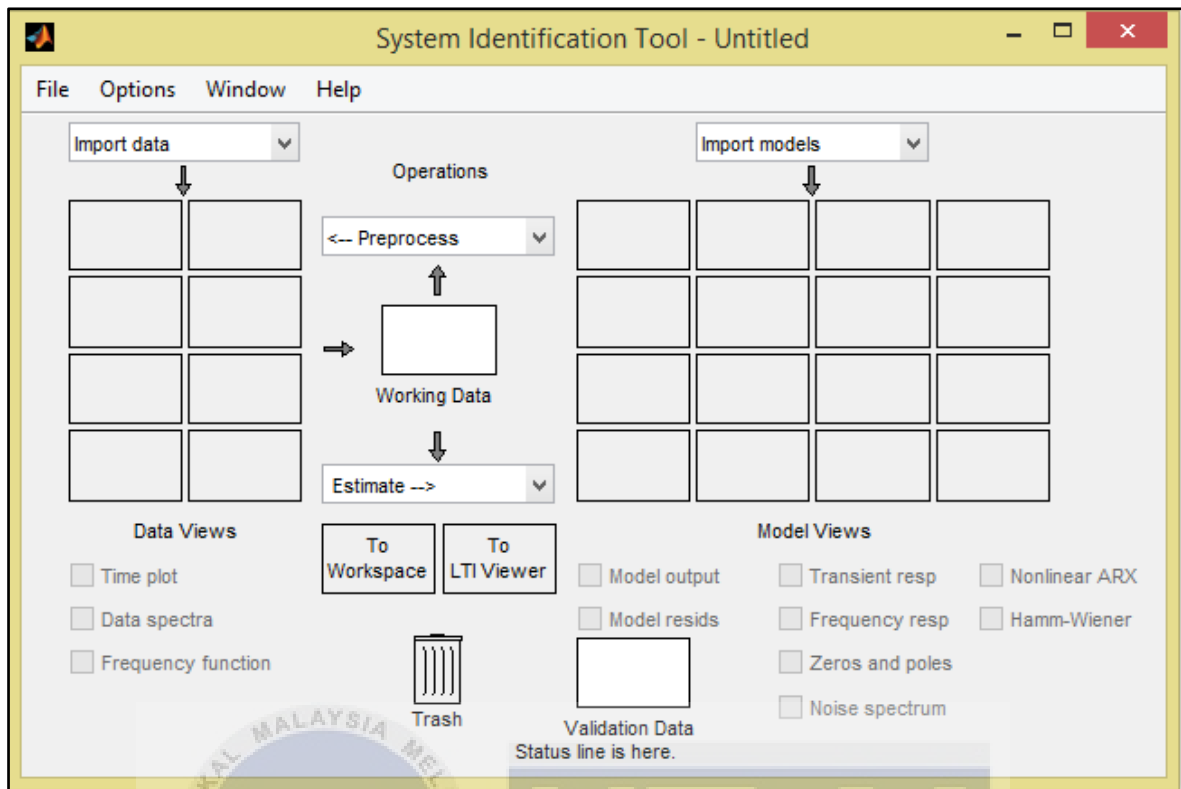 System Identification Tool - Untitled
File Options Window Help
Import data
Import models
Operations
<-- Preprocess
Working Data
Estimate -->
Data Views
Time plot
Data spectra
Frequency function
To Workspace
To LTI Viewer
Trash
Model Views
Model output
Model resids
Transient resp
Frequency resp
Zeros and poles
Noise spectrum
Nonlinear ARX
Hamm-Wiener
Validation Data
Status line is here.
MALAYSIA